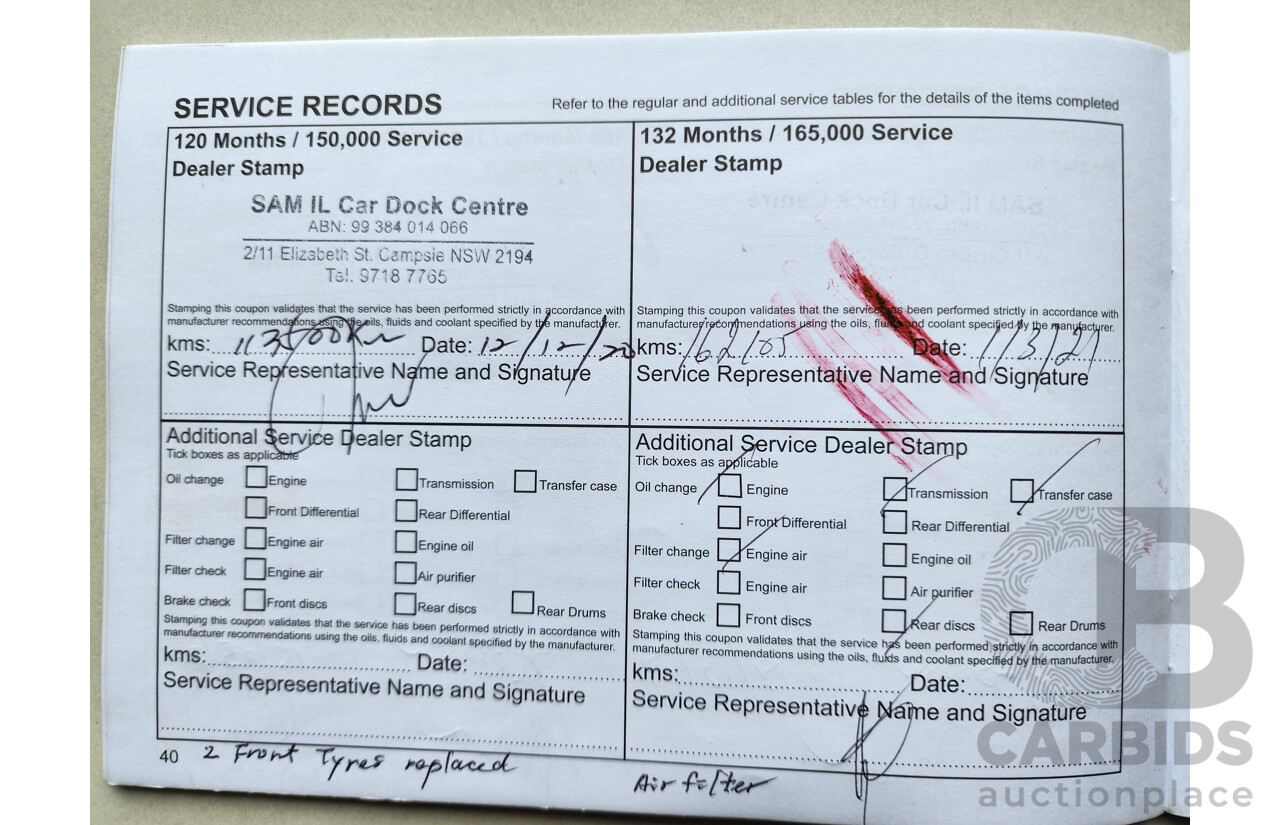 SERVICE RECORDS
Refer to the regular and additional service tables for the details of the items completed
120 Months / 150,000 Service
Dealer Stamp
SAM IL Car Dock Centre
ABN: 99 384 014 066
2/11 Elizabeth St. Campsie NSW 2194
Tel: 9718 7765
Stamping this coupon validates that the service has been performed strictly in accordance with
manufacturer recommendations using the oils, fluids and coolant specified by the manufacturer.
kms: 113500km Date: 12/12/20
Service Representative Name and Signature
Additional Service Dealer Stamp
Tick boxes as applicable
Oil change Engine Transmission Transfer case
Front Differential Rear Differential
Filter change Engine air Engine oil
Filter check Engine air Air purifier
Brake check Front discs Rear discs Rear Drums
Stamping this coupon validates that the service has been performed strictly in accordance with
manufacturer recommendations using the oils, fluids and coolant specified by the manufacturer.
kms: Date:
Service Representative Name and Signature
40 2 Front Tyres replaced
132 Months / 165,000 Service
Dealer Stamp
Stamping this coupon validates that the service has been performed strictly in accordance with
manufacturer recommendations using the oils, fluids and coolant specified by the manufacturer.
kms: 162105 Date: 1/3/21
Service Representative Name and Signature
Additional Service Dealer Stamp
Tick boxes as applicable
Oil change Engine Transmission Transfer case
Front Differential Rear Differential
Filter change Engine air Engine oil
Filter check Engine air Air purifier
Brake check Front discs Rear discs Rear Drums
Stamping this coupon validates that the service has been performed strictly in accordance with
manufacturer recommendations using the oils, fluids and coolant specified by the manufacturer.
kms: Date:
Service Representative Name and Signature
Air filter
CB
CARBIDS
auctionplace